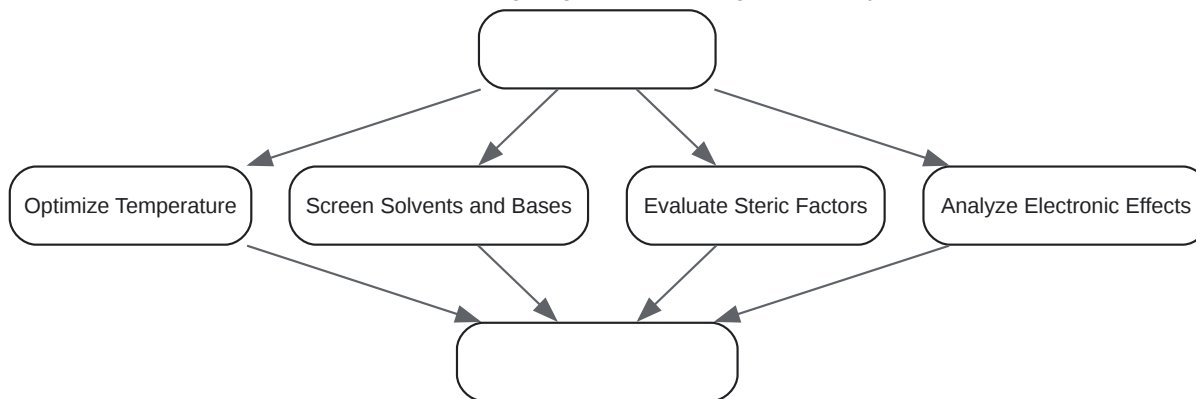 Optimize Temperature
Screen Solvents and Bases
Evaluate Steric Factors
Analyze Electronic Effects